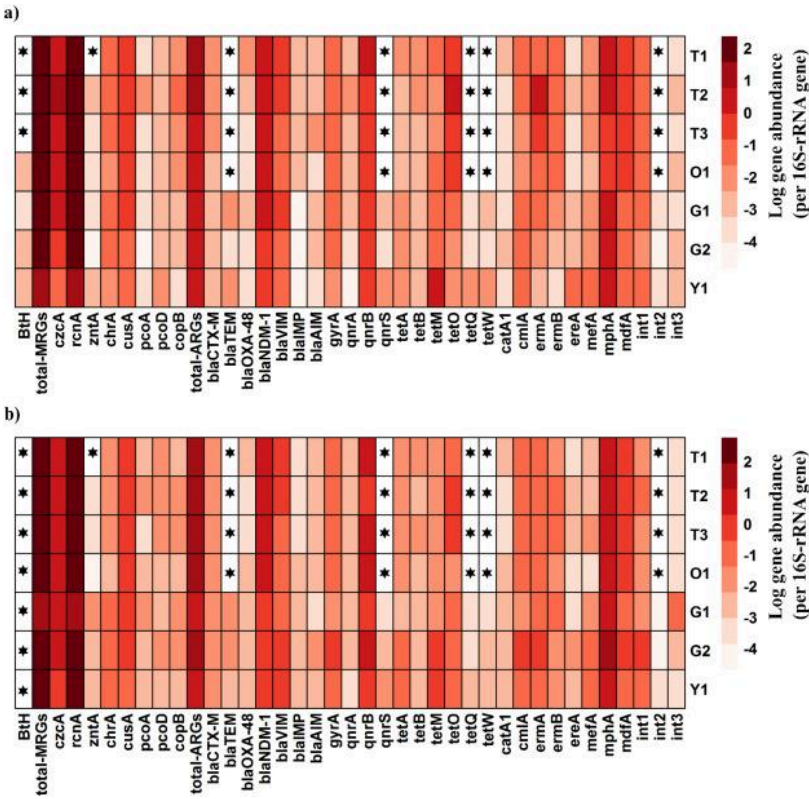 a)
T1
T2
T3
O1
G1
G2
Y1
2
1
0
-1
-2
-3
-4
Log gene abundance
(per 16S-rRNA gene)
BtH
total-MRGs
czcA
rcnA
zntA
chrA
cusA
pcoA
pcoD
copB
total-ARGs
blaCTX-M
blaTEM
blaOXA-48
blaNDM-1
blaVIM
blaIMP
blaAIM
gyrA
qnrA
qnrB
qnrS
tetA
tetB
tetM
tetO
tetQ
tetW
catA1
cmlA
ermA
ermB
ereA
mefA
mphA
mdfA
int1
int2
int3
b)
T1
T2
T3
O1
G1
G2
Y1
2
1
0
-1
-2
-3
-4
Log gene abundance
(per 16S-rRNA gene)
BtH
total-MRGs
czcA
rcnA
zntA
chrA
cusA
pcoA
pcoD
copB
total-ARGs
blaCTX-M
blaTEM
blaOXA-48
blaNDM-1
blaVIM
blaIMP
blaAIM
gyrA
qnrA
qnrB
qnrS
tetA
tetB
tetM
tetO
tetQ
tetW
catA1
cmlA
ermA
ermB
ereA
mefA
mphA
mdfA
int1
int2
int3